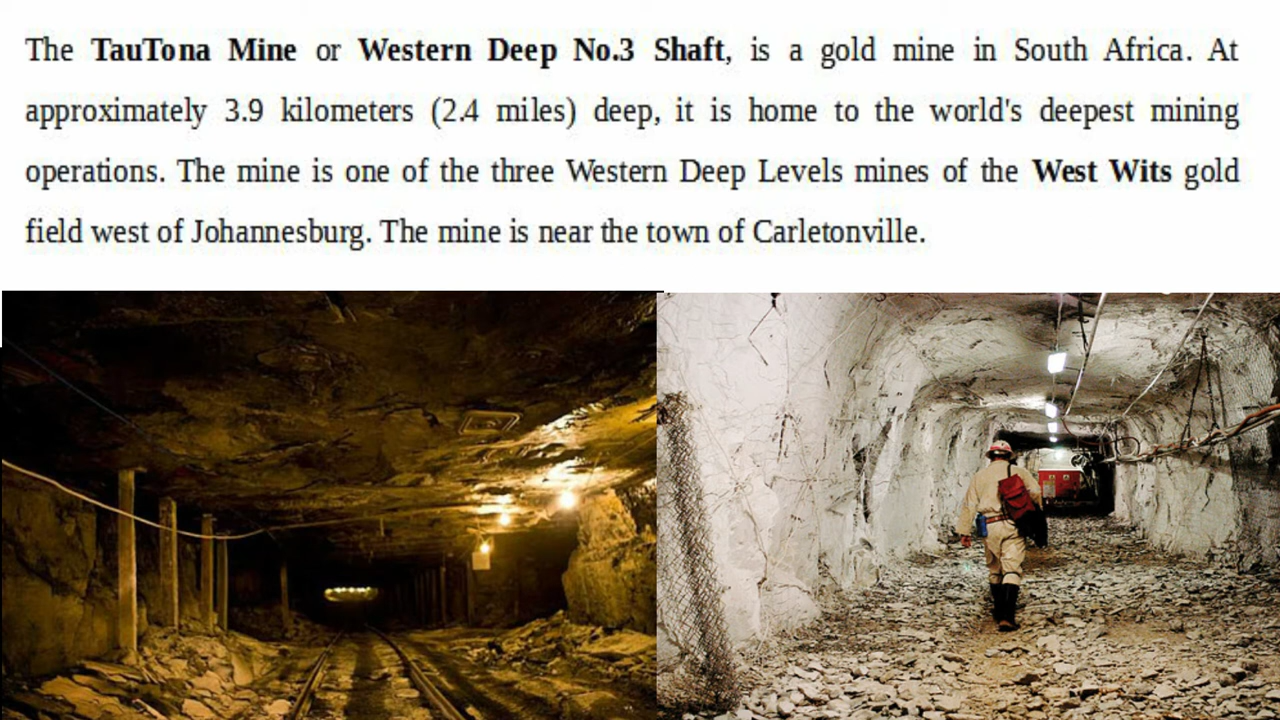 The TauTona Mine or Western Deep No.3 Shaft, is a gold mine in South Africa. At
approximately 3.9 kilometers (2.4 miles) deep, it is home to the world's deepest mining
operations. The mine is one of the three Western Deep Levels mines of the West Wits gold
field west of Johannesburg. The mine is near the town of Carletonville.